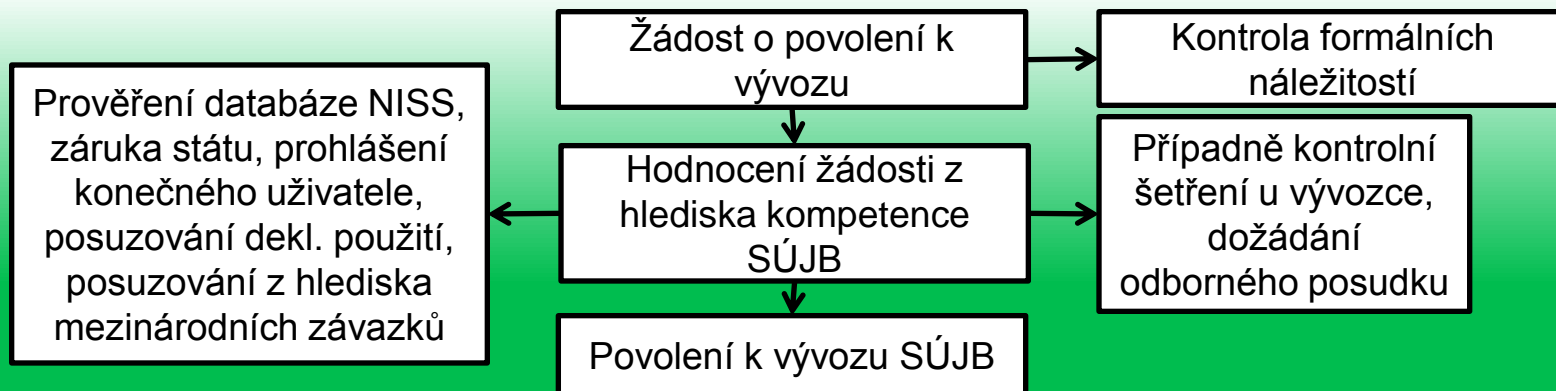 Žádost o povolení k
vývozu
Kontrola formálních
náležitostí
Prověření databáze NISS,
záruka státu, prohlášení
konečného uživatele,
posuzování dekl. použití,
posuzování z hlediska
mezinárodních závazků
Hodnocení žádosti z
hlediska kompetence
SÚJB
Případně kontrolní
šetření u vývozce,
dožádání
odborného posudku
Povolení k vývozu SÚJB